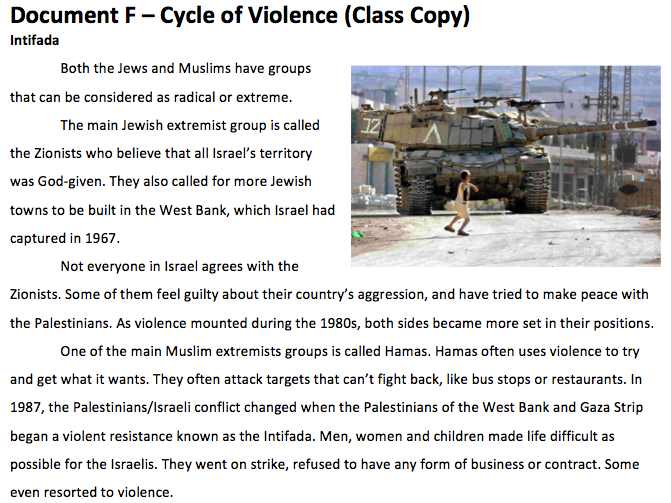 Document F – Cycle of Violence (Class Copy)
Intifada
Both the Jews and Muslims have groups
that can be considered as radical or extreme.
The main Jewish extremist group is called
the Zionists who believe that all Israel's territory
was God-given. They also called for more Jewish
towns to be built in the West Bank, which Israel had
captured in 1967.
Not everyone in Israel agrees with the
Zionists. Some of them feel guilty about their country's aggression, and have tried to make peace with
the Palestinians. As violence mounted during the 1980s, both sides became more set in their positions.
One of the main Muslim extremists groups is called Hamas. Hamas often uses violence to try
and get what it wants. They often attack targets that can't fight back, like bus stops or restaurants. In
1987, the Palestinians/Israeli conflict changed when the Palestinians of the West Bank and Gaza Strip
began a violent resistance known as the Intifada. Men, women and children made life difficult as
possible for the Israelis. They went on strike, refused to have any form of business or contract. Some
even resorted to violence.